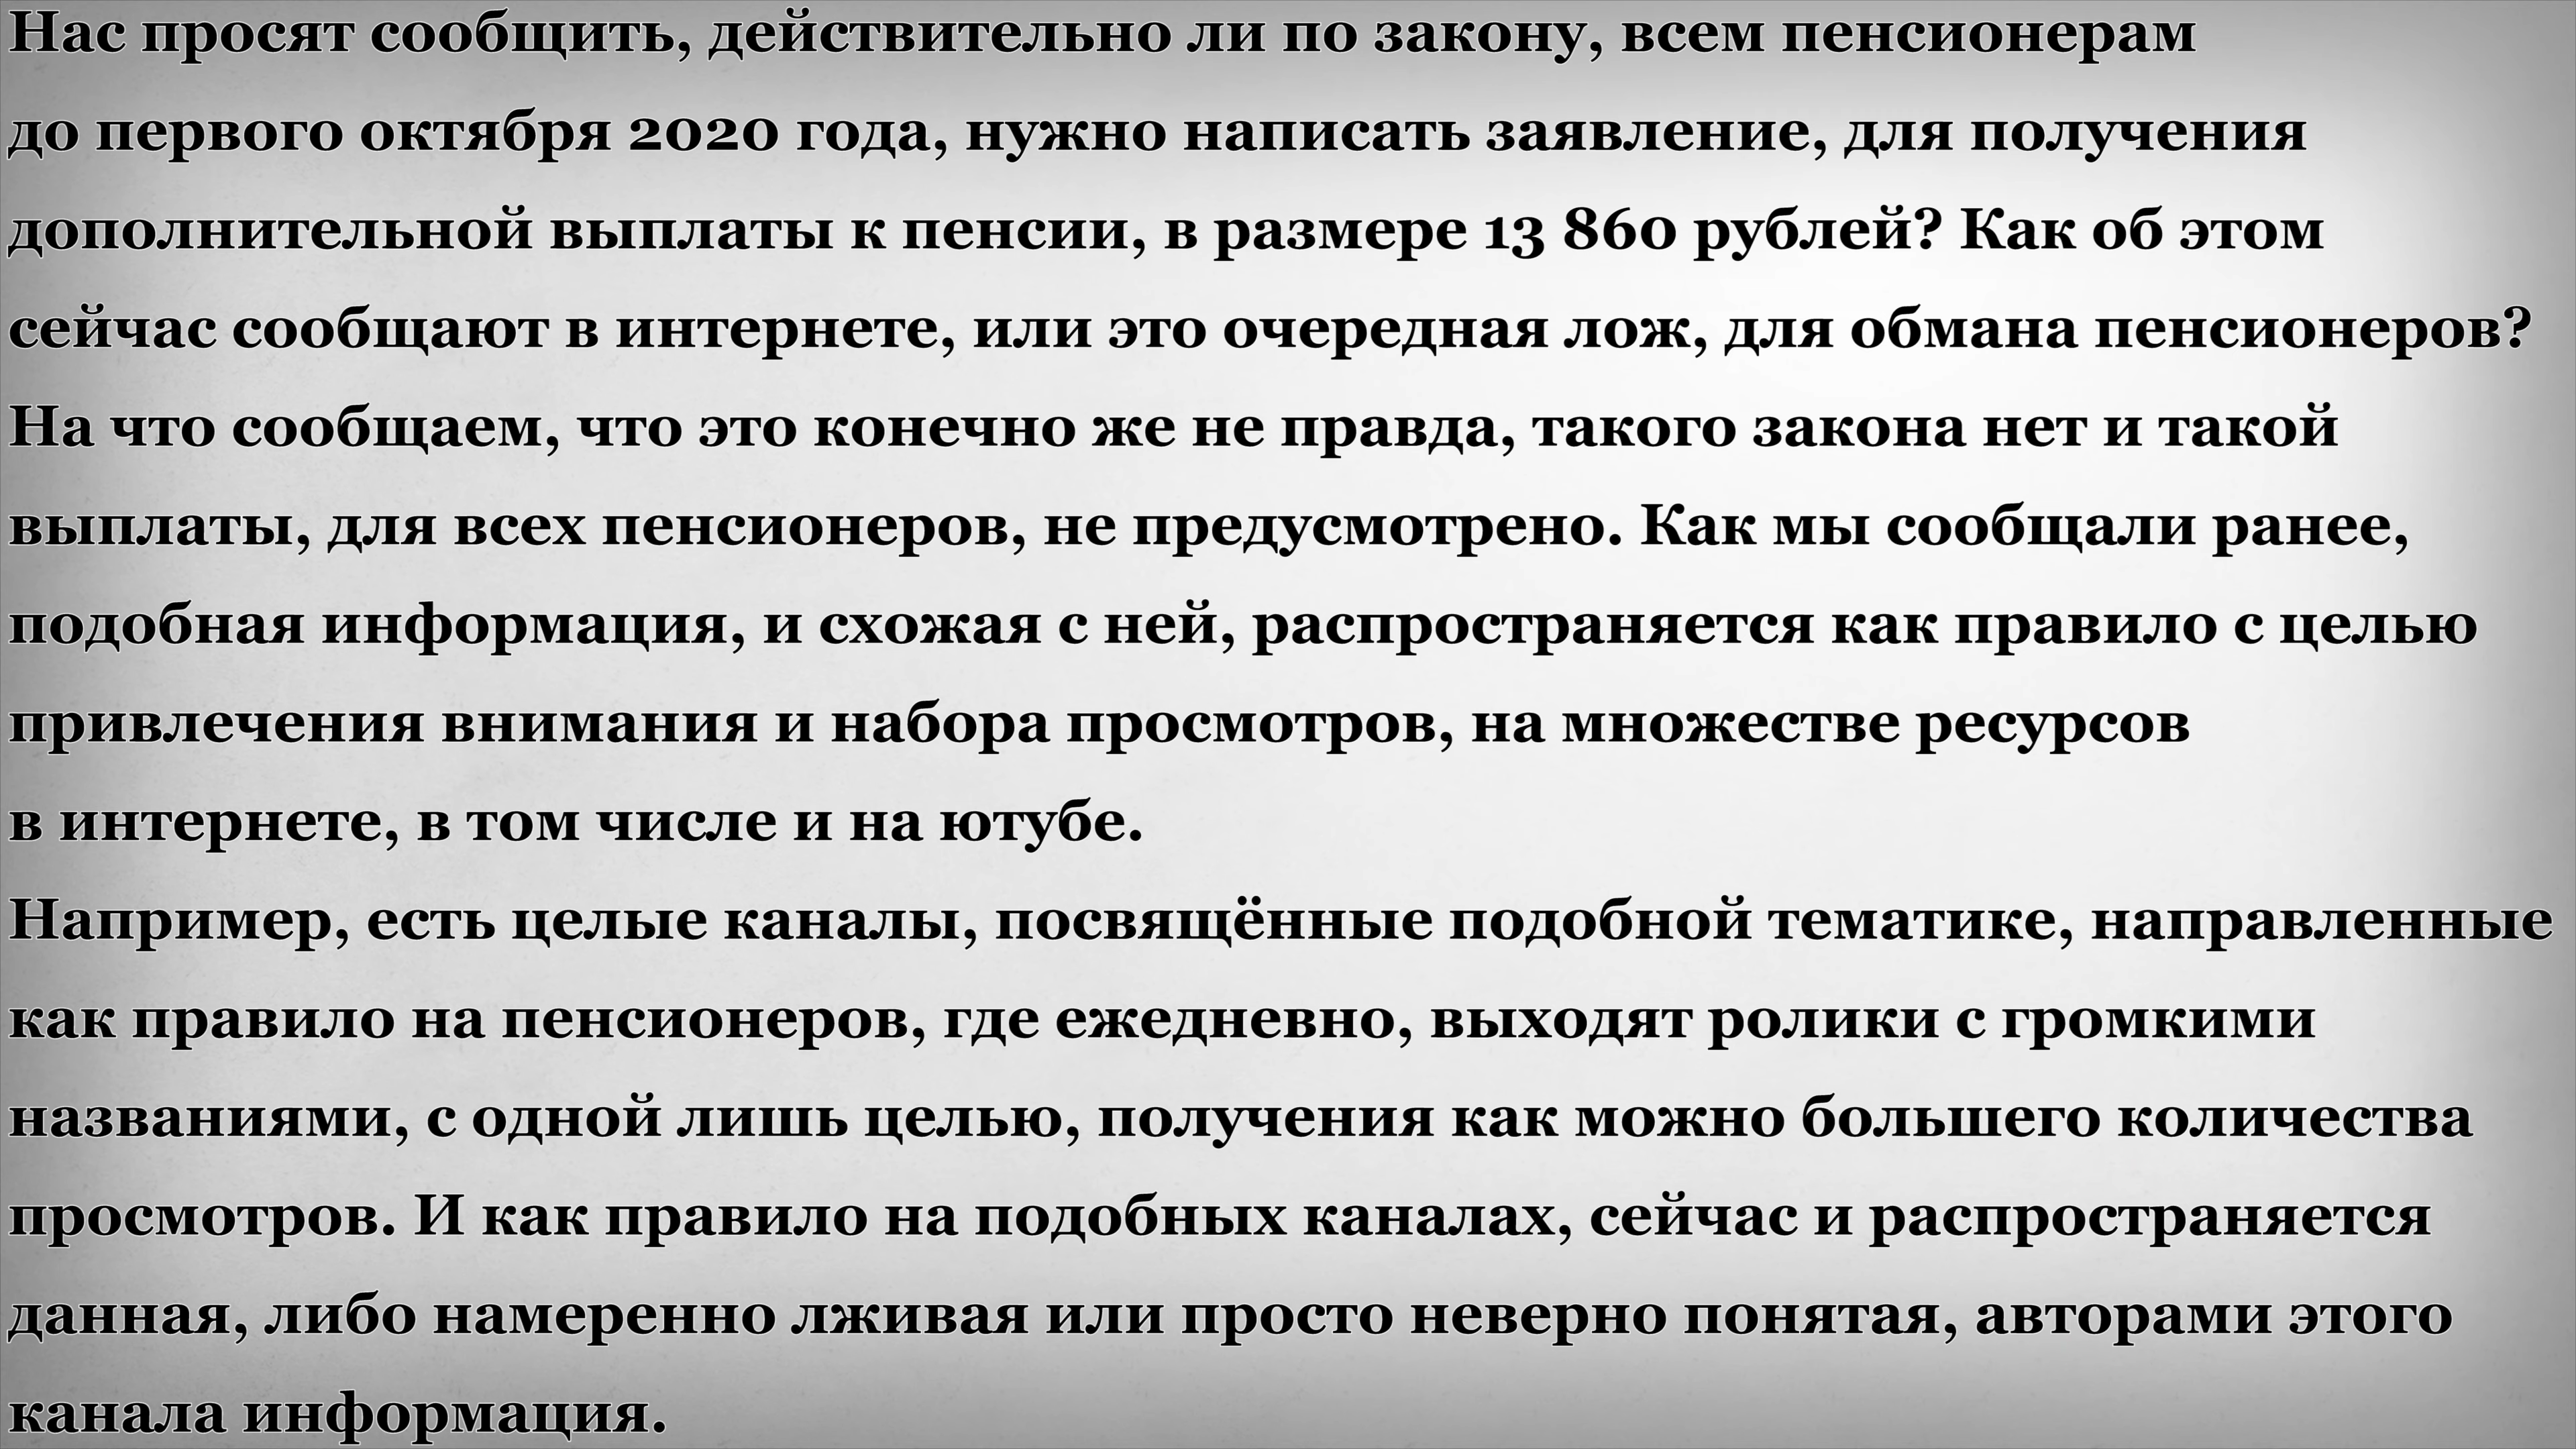 Нас просят сообщить, действительно ли по закону, всем пенсионерам
до первого октября 2020 года, нужно написать заявление, для получения
дополнительной выплаты к пенсии, в размере 13 860 рублей? Как об этом
сейчас сообщают в интернете, или это очередная лож, для обмана пенсионеров?
На что сообщаем, что это конечно же не правда, такого закона нет и такой
выплаты, для всех пенсионеров, не предусмотрено. Как мы сообщали ранее,
подобная информация, и схожая с ней, распространяется как правило с целью
привлечения внимания и набора просмотров, на множестве ресурсов
в интернете, в том числе и на ютубе.
Например, есть целые каналы, посвящённые подобной тематике, направленные
как правило на пенсионеров, где ежедневно, выходят ролики с громкими
названиями, с одной лишь целью, получения как можно большего количества
просмотров. И как правило на подобных каналах, сейчас и распространяется
данная, либо намеренно лживая или просто неверно понятая, авторами этого
канала информация.